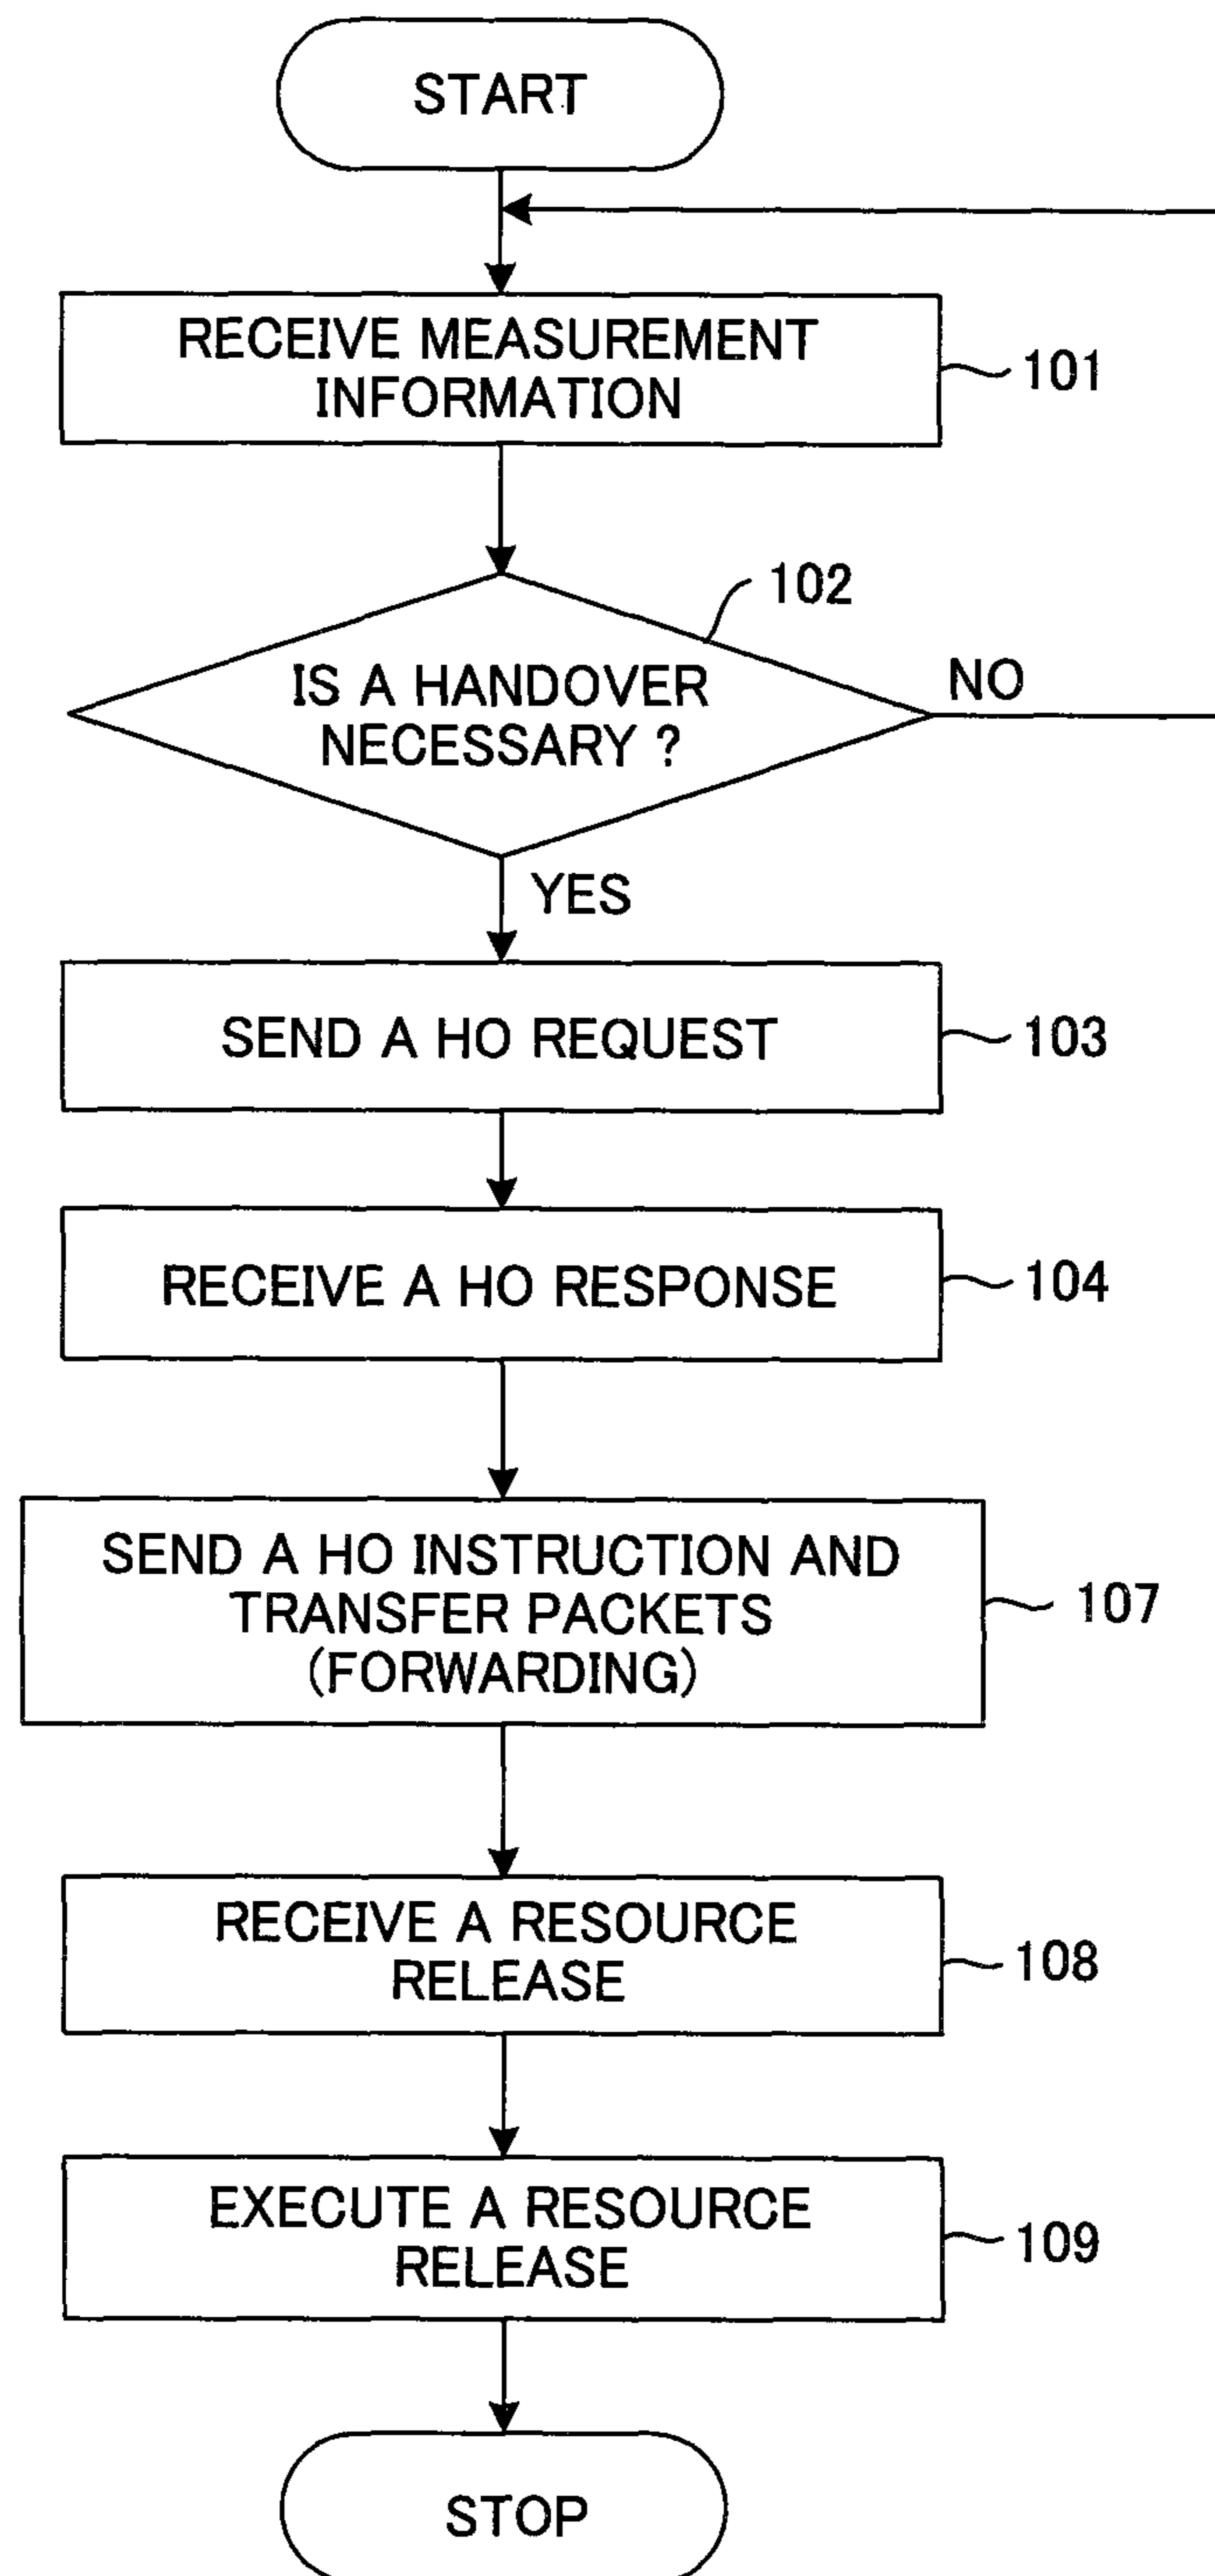 START
RECEIVE MEASUREMENT
INFORMATION
101
102
IS A HANDOVER
NECESSARY ?
NO
YES
SEND A HO REQUEST
103
RECEIVE A HO RESPONSE
104
SEND A HO INSTRUCTION AND
TRANSFER PACKETS
(FORWARDING)
107
RECEIVE A RESOURCE
RELEASE
108
EXECUTE A RESOURCE
RELEASE
109
STOP